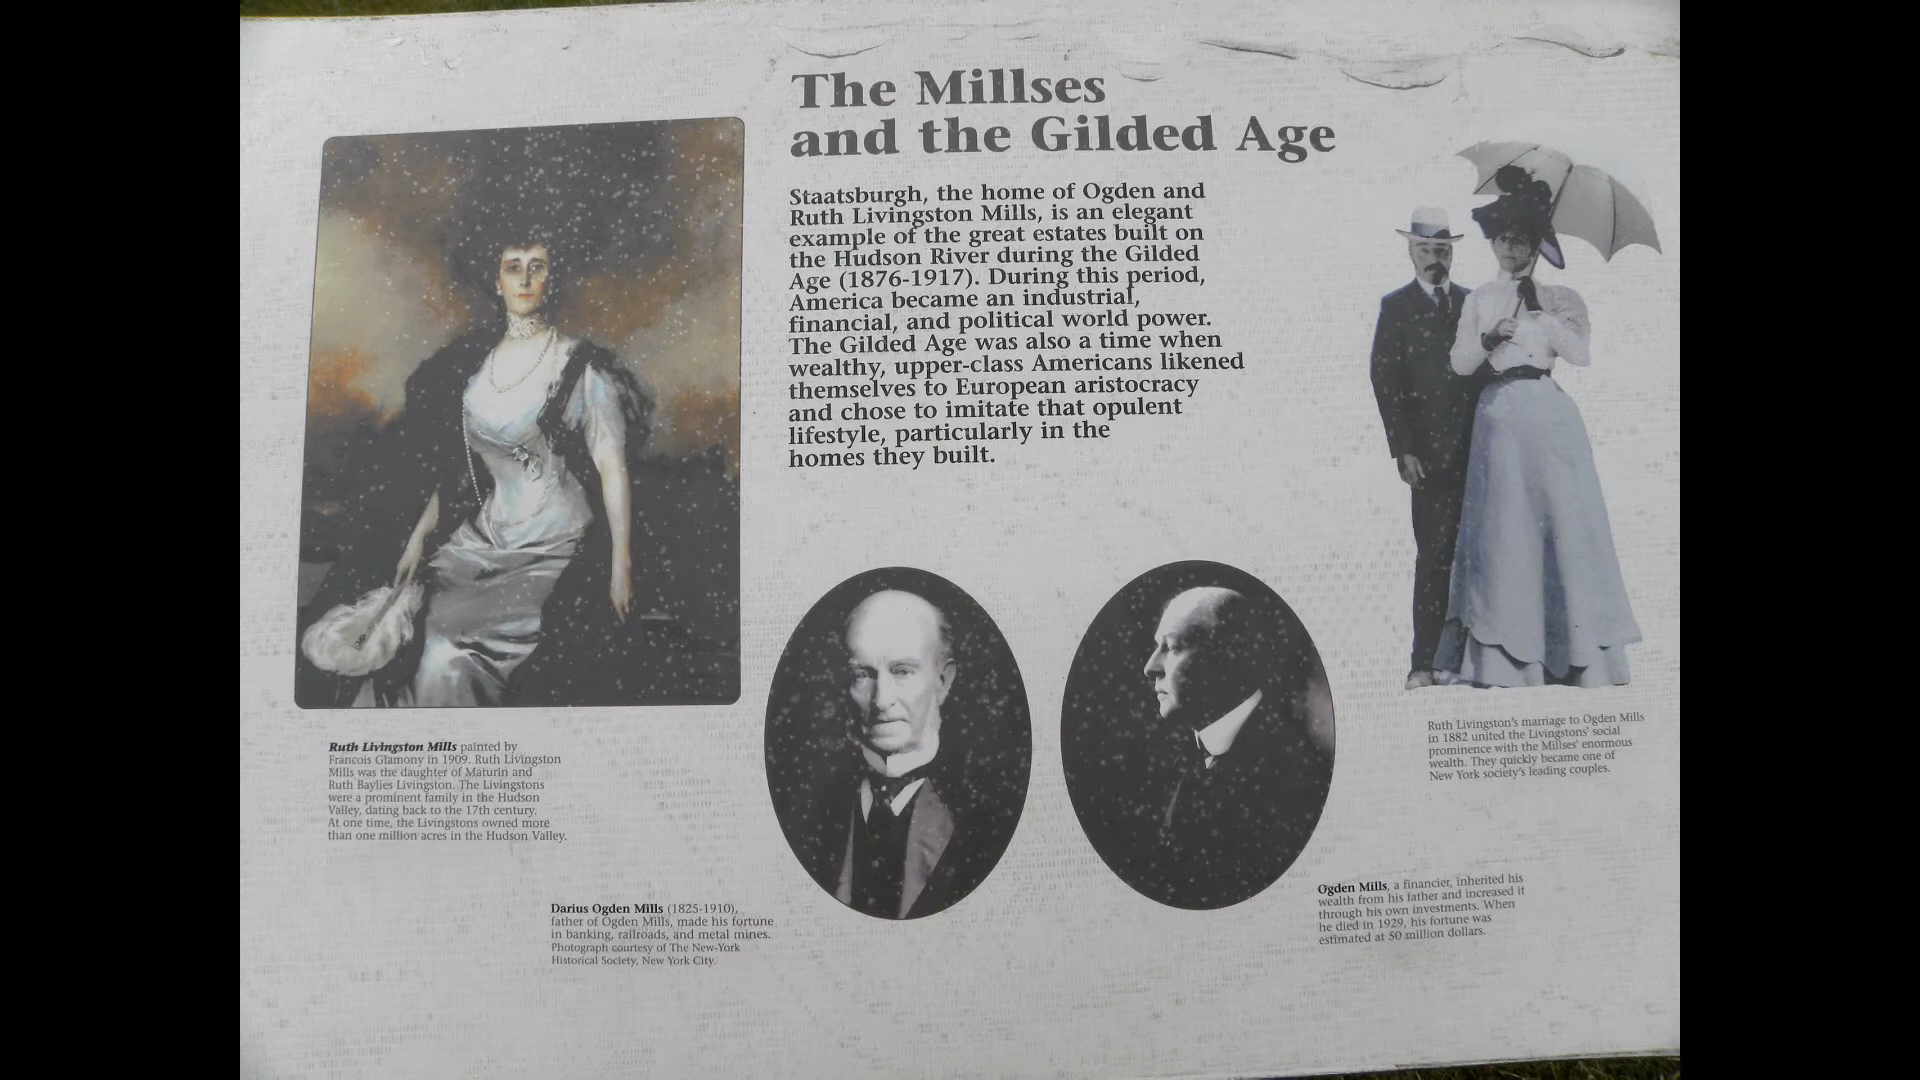 The Millses
and the Gilded Age
Staatsburgh, the home of Ogden and
Ruth Livingston Mills, is an elegant
example of the great estates built on
the Hudson River during the Gilded
Age (1876-1917). During this period,
America became an industrial,
financial, and political world power.
The Gilded Age was also a time when
wealthy, upper-class Americans likened
themselves to European aristocracy
and chose to imitate that opulent
lifestyle, particularly in the
homes they built.
Ruth Livingston Mills painted by
Francois Glamony in 1909. Ruth Livingston
Mills was the daughter of Maturin and
Ruth Baylies Livingston. The Livingstons
were a prominent family in the Hudson
Valley, dating back to the 17th century.
At one time, the Livingstons owned more
than one million acres in the Hudson Valley.
Darius Ogden Mills (1825-1910),
father of Ogden Mills, made his fortune
in banking, railroads, and metal mines.
Photograph courtesy of The New-York
Historical Society, New York City.
Ogden Mills, a financier, inherited his
wealth from his father and increased it
through his own investments. When
he died in 1929, his fortune was
estimated at 50 million dollars.
Ruth Livingston's marriage to Ogden Mills
in 1882 united the Livingstons' social
prominence with the Millses' enormous
wealth. They quickly became one of
New York society's leading couples.